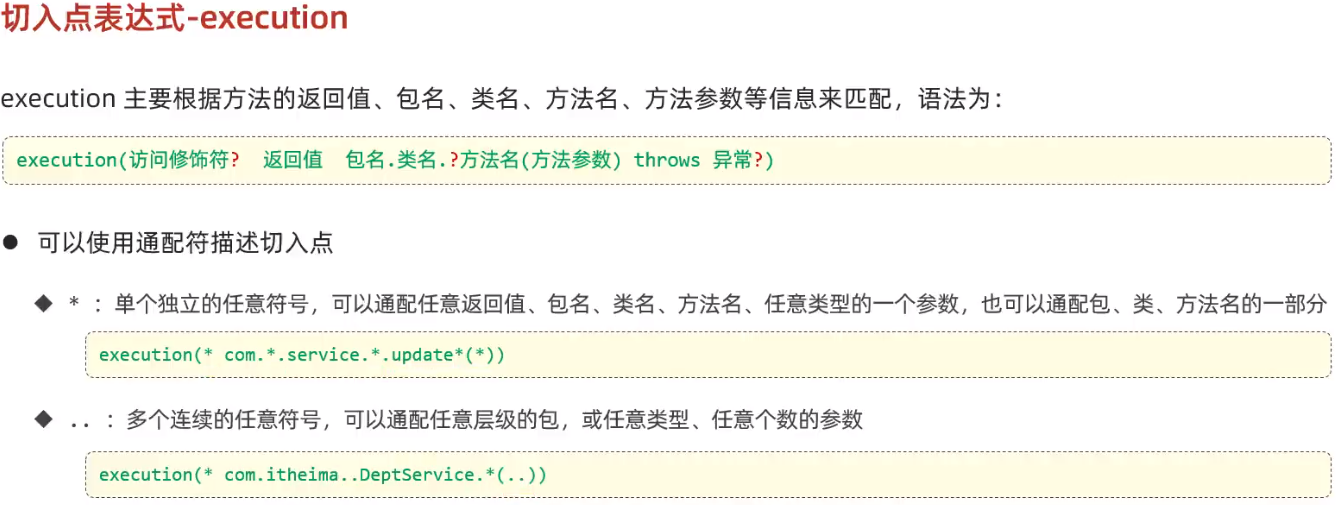 切入点表达式-execution
execution 主要根据方法的返回值、包名、类名、方法名、方法参数等信息来匹配，语法为：
execution(访问修饰符?  返回值  包名.类名.?方法名(方法参数) throws 异常?)
● 可以使用通配符描述切入点
◆ * ：单个独立的任意符号，可以通配任意返回值、包名、类名、方法名、任意类型的一个参数，也可以通配包、类、方法名的一部分
execution(* com.*.service.*.update*(*))
◆ .. ：多个连续的任意符号，可以通配任意层级的包，或任意类型、任意个数的参数
execution(* com.itheima..DeptService.*(..))